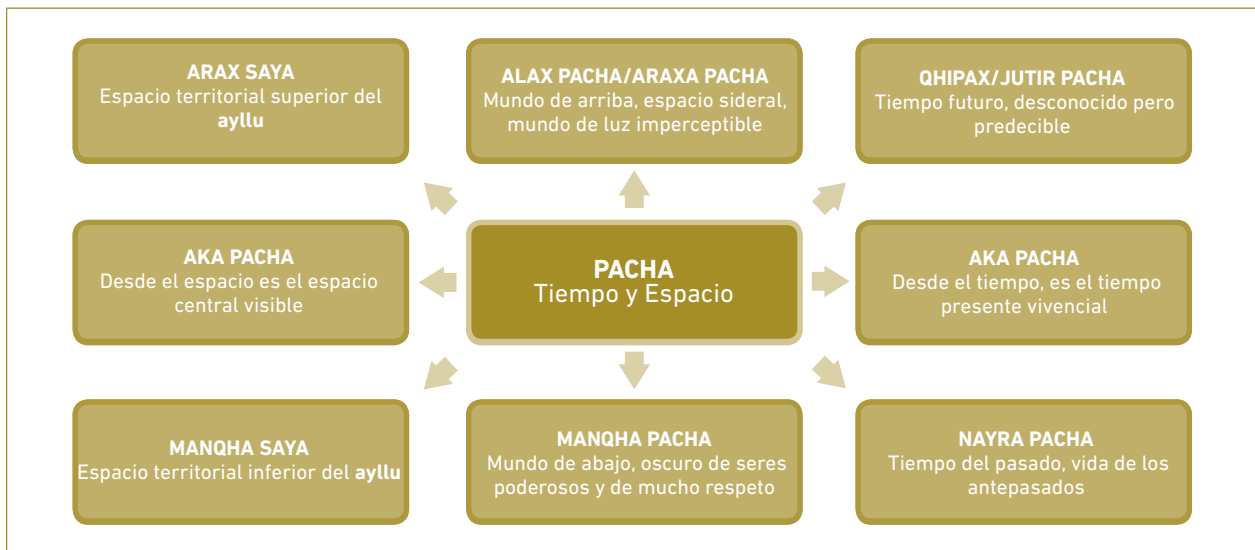 ARAX SAYA
Espacio territorial superior del
ayllu
ALAX PACHA/ARAXA PACHA
Mundo de arriba, espacio sideral,
mundo de luz imperceptible
QHIPAX/JUTIR PACHA
Tiempo futuro, desconocido pero
predecible
AKA PACHA
Desde el espacio es el espacio
central visible
PACHA
Tiempo y Espacio
AKA PACHA
Desde el tiempo, es el tiempo
presente vivencial
MANQHA SAYA
Espacio territorial inferior del ayllu
MANQHA PACHA
Mundo de abajo, oscuro de seres
poderosos y de mucho respeto
NAYRA PACHA
Tiempo del pasado, vida de los
antepasados